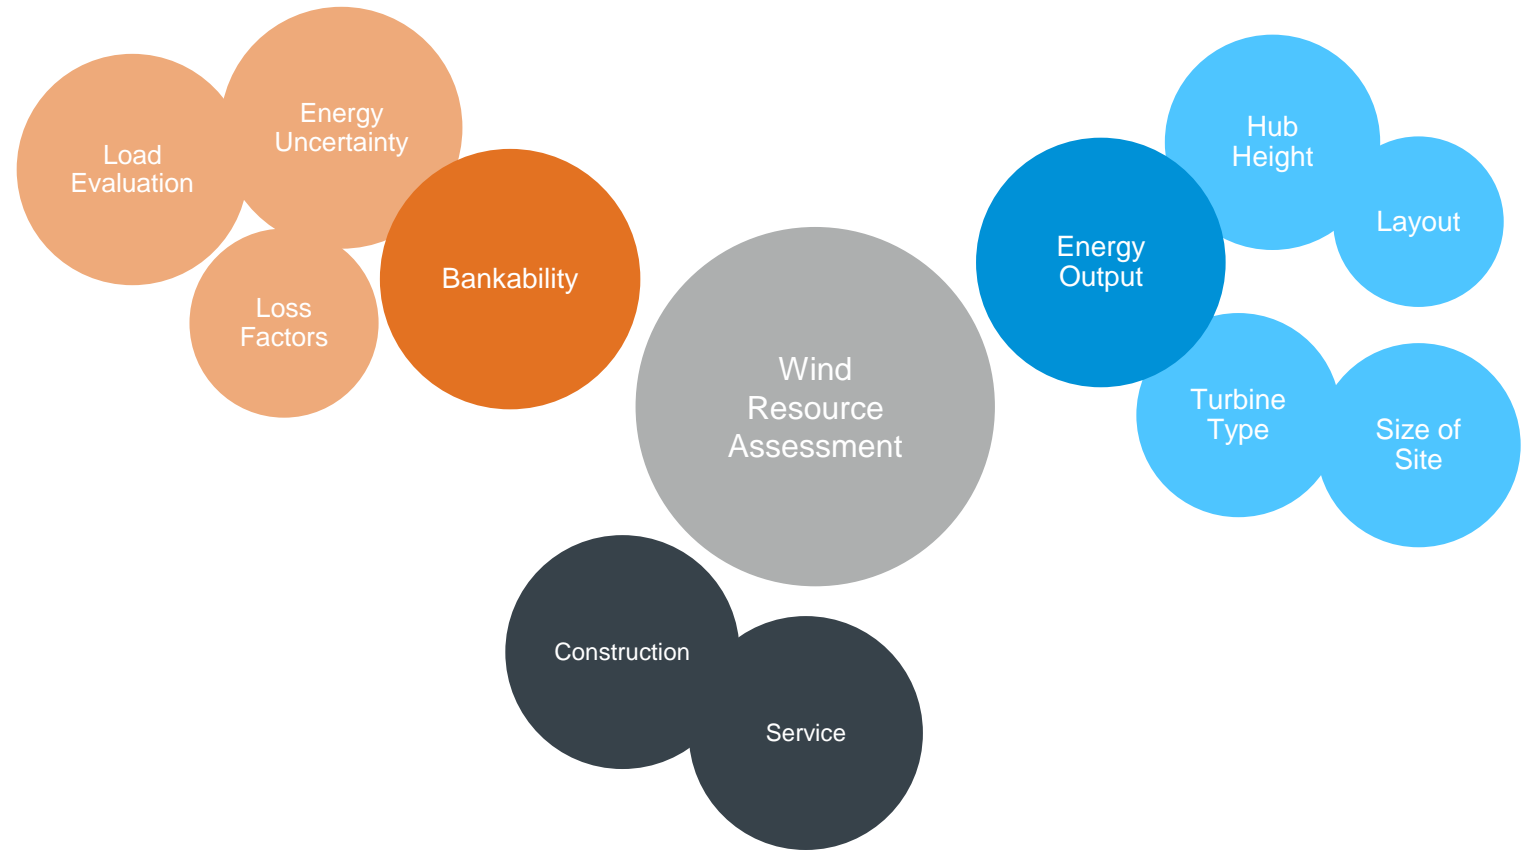 Energy
Uncertainty
Load
Evaluation
Loss
Factors
Bankability
Wind
Resource
Assessment
Energy
Output
Hub
Height
Layout
Turbine
Type
Size of
Site
Construction
Service